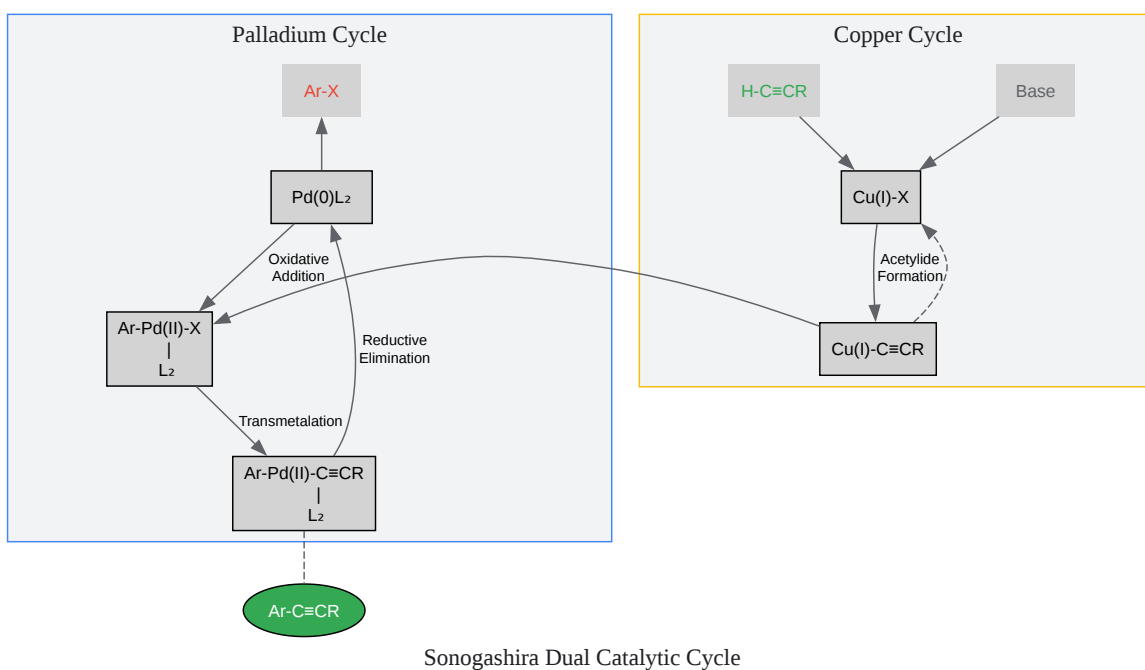 Palladium Cycle
Copper Cycle
Ar-X
H-C≡CR
Base
Pd(0)L₂
Cu(I)-X
Oxidative
Addition
Acetylide
Formation
Ar-Pd(II)-X
|
L₂
Reductive
Elimination
Cu(I)-C≡CR
Transmetalation
Ar-Pd(II)-C≡CR
|
L₂
Ar-C≡CR
Sonogashira Dual Catalytic Cycle